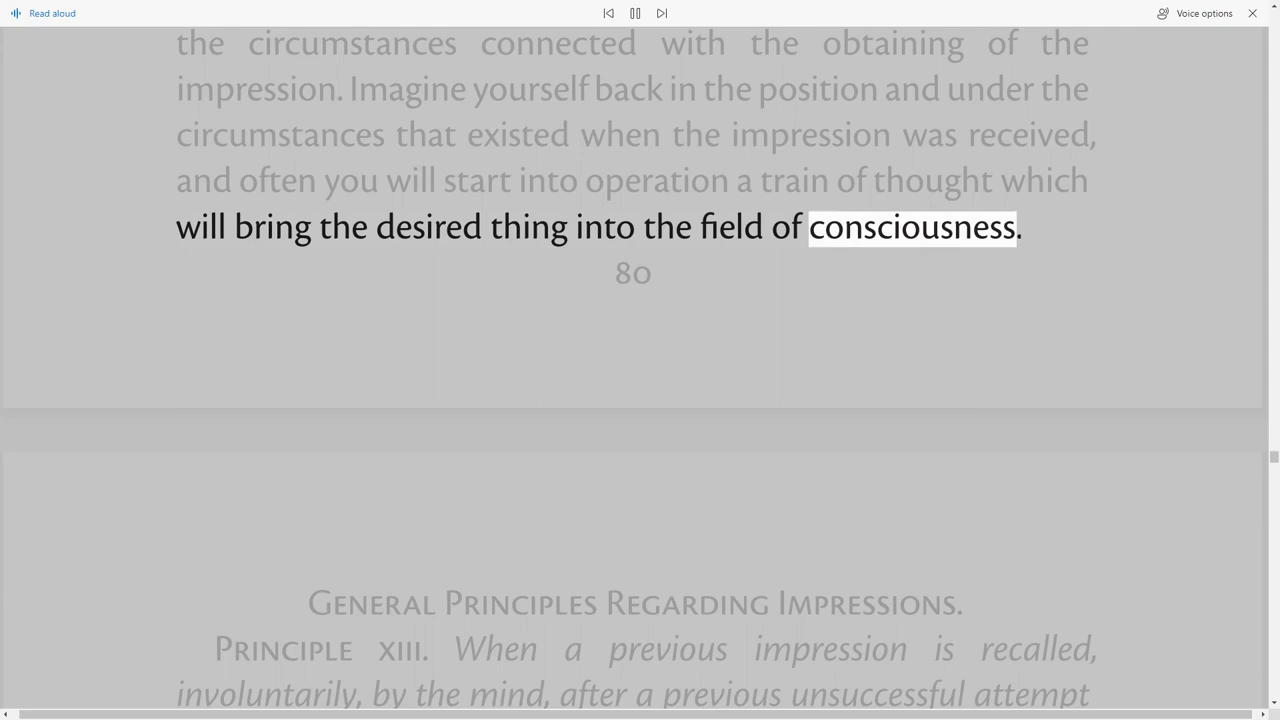 Read aloud
Voice options
the circumstances connected with the obtaining of the
impression. Imagine yourself back in the position and under the
circumstances that existed when the impression was received,
and often you will start into operation a train of thought which
will bring the desired thing into the field of consciousness.
80
General Principles Regarding Impressions.
Principle XIII. When a previous impression is recalled,
involuntarily, by the mind, after a previous unsuccessful attempt